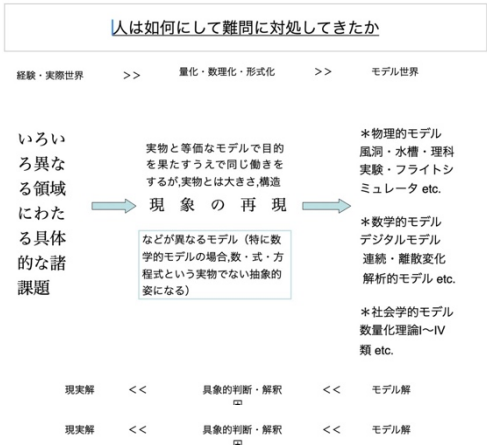 人は如何にして難問に対処してきたか
経験・実際世界 >> 量化・数理化・形式化 >> モデル世界
いろい
ろ異な
る領域
にわた
る具体
的な諸
課題
実物と等価なモデルで目的
を果たすうえで同じ働きを
するが,実物とは大きさ,構造
現象の再現
などが異なるモデル（特に数
学的モデルの場合,数・式・方
程式という実物でない抽象的
姿になる）
＊物理的モデル
風洞・水槽・理科
実験・フライトシ
ミュレータ etc.
＊数学的モデル
デジタルモデル
連続・離散変化
解析的モデル etc.
＊社会学的モデル
数量化理論I〜IV
類 etc.
現実解 << 具象的判断・解釈 << モデル解
現実解 << 具象的判断・解釈 << モデル解